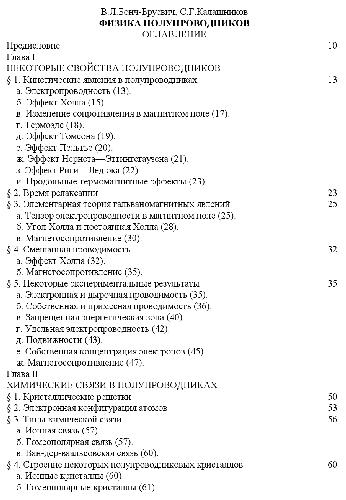 В.Л.Бонч-Бруевич, С.Г.Калашников
ФИЗИКА ПОЛУПРОВОДНИКОВ
ОГЛАВЛЕНИЕ
Предисловие 10
Глава I
НЕКОТОРЫЕ СВОЙСТВА ПОЛУПРОВОДНИКОВ
§ 1. Кинетические явления в полупроводниках 13
а. Электропроводность (13).
б. Эффект Холла (15)
в. Изменение сопротивления в магнитном поле (17).
г. Термоэдс (18).
д. Эффект Томсона (19).
е. Эффект Пельтье (20).
ж. Эффект Нернста—Эттингсгаузена (21).
з. Эффект Риги—Ледюка (22)
и. Продольные термомагнитные эффекты (23)
§ 2. Время релаксации 23
§ 3. Элементарная теория гальваномагнитных явлений 25
а. Тензор электропроводности в магнитном поле (25).
б. Угол Холла и постоянная Холла (28).
в. Магнетосопротивление (30)
§ 4. Смешанная проводимость 32
а. Эффект Холла (32).
б. Магнетосопротивление (35).
§ 5. Некоторые экспериментальные результаты 35
а. Электронная и дырочная проводимость (35).
б. Собственная и примесная проводимость (36).
в. Запрещенная энергетическая зона (40)
г. Удельная электропроводность (42)
д. Подвижности (43).
е. Собственная концентрация электронов (45)
ж. Магнетосопротивление (47).
Глава II
ХИМИЧЕСКИЕ СВЯЗИ В ПОЛУПРОВОДНИКАХ
§ 1. Кристаллические решетки 50
§ 2. Электронная конфигурация атомов 53
§ 3. Типы химической связи 56
а. Ионная связь (57)
б. Гомеополярная связь (57).
в. Ван-дер-ваальсовская связь (60).
§ 4. Строение некоторых полупроводниковых кристаллов 60
а. Ионные кристаллы (60)
б. Гомеополярные кристаллы (61)